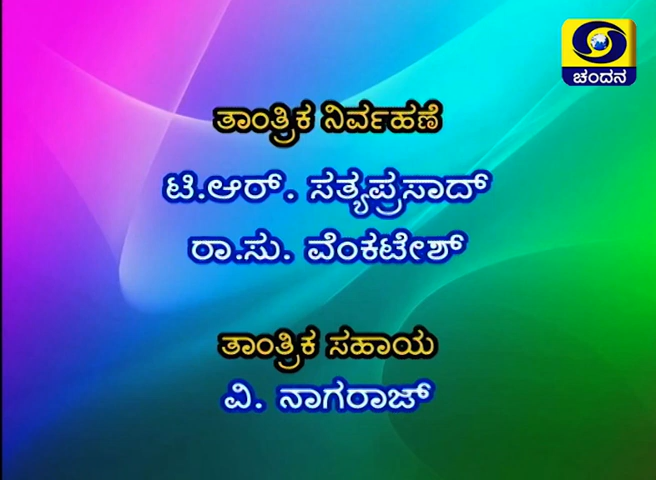 ಚಂದನ
ತಾಂತ್ರಿಕ ನಿರ್ವಹಣೆ
ಟಿ.ಆರ್. ಸತ್ಯಪ್ರಸಾದ್
ರಾ.ಸು. ವೆಂಕಟೇಶ್
ತಾಂತ್ರಿಕ ಸಹಾಯ
ವಿ. ನಾಗರಾಜ್